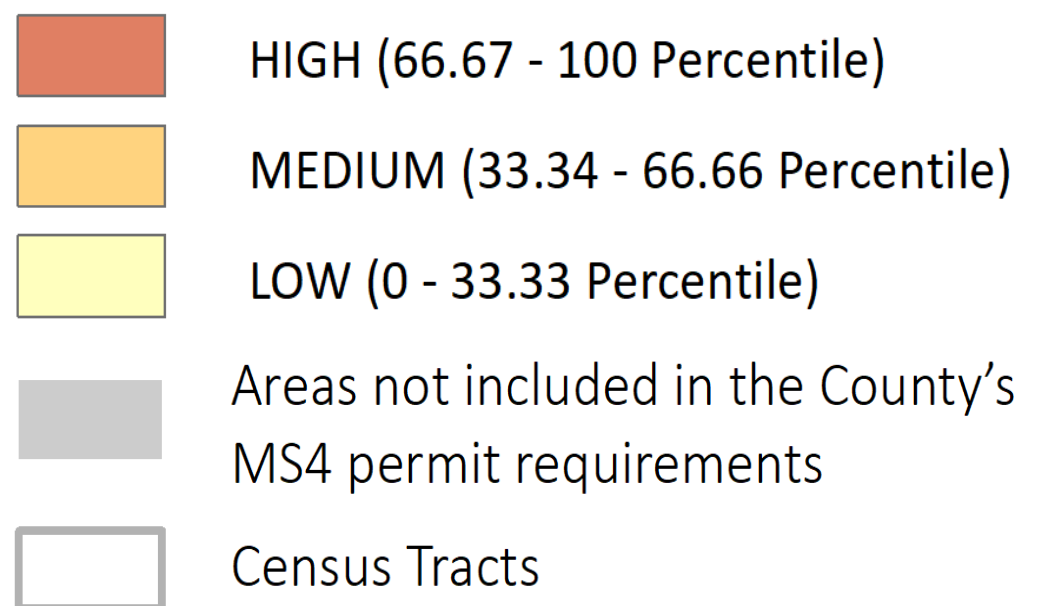 HIGH (66.67 - 100 Percentile)
MEDIUM (33.34 - 66.66 Percentile)
LOW (0 - 33.33 Percentile)
Areas not included in the County’s
MS4 permit requirements
Census Tracts